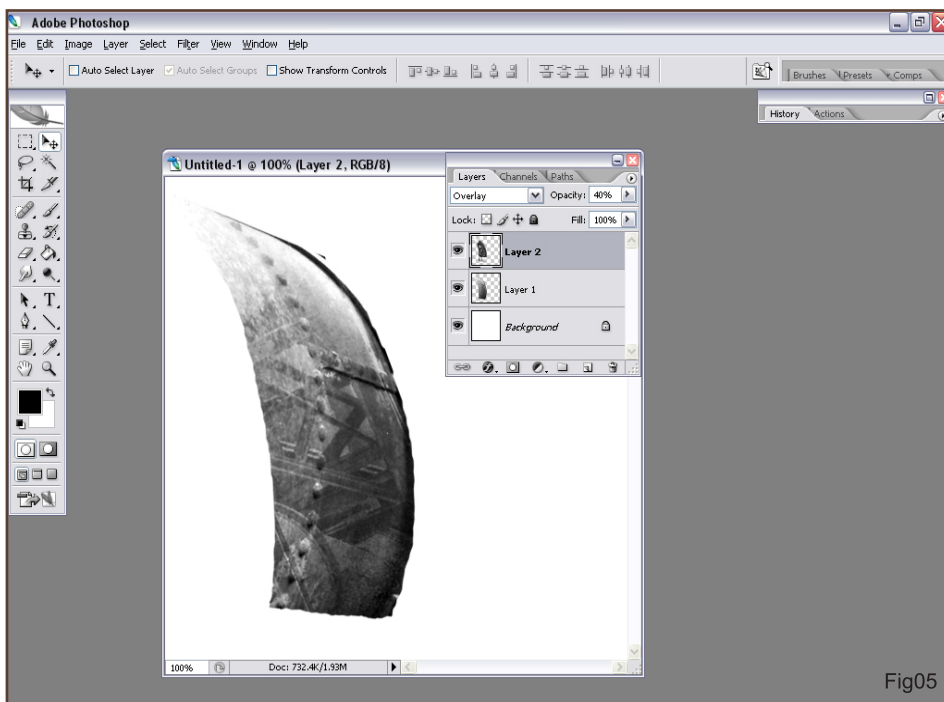 Adobe Photoshop
File Edit Image Layer Select Filter View Window Help
Auto Select Layer Auto Select Groups Show Transform Controls
Brushes Presets Comps
History Actions
Untitled-1 @ 100% (Layer 2, RGB/8)
Layers Channels Paths
Overlay Opacity: 40%
Lock: Fill: 100%
Layer 2
Layer 1
Background
T
100% Doc: 732.4K/1.93M
Fig05